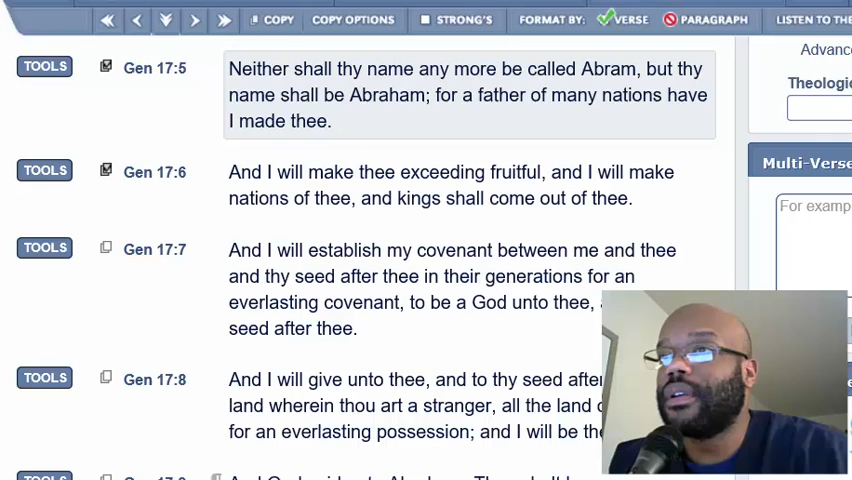 COPY COPY OPTIONS STRONG'S FORMAT BY: VERSE PARAGRAPH LISTEN TO THE
TOOLS Gen 17:5 Neither shall thy name any more be called Abram, but thy
name shall be Abraham; for a father of many nations have
I made thee.
TOOLS Gen 17:6 And I will make thee exceeding fruitful, and I will make
nations of thee, and kings shall come out of thee.
TOOLS Gen 17:7 And I will establish my covenant between me and thee
and thy seed after thee in their generations for an
everlasting covenant, to be a God unto thee,
seed after thee.
TOOLS Gen 17:8 And I will give unto thee, and to thy seed after
land wherein thou art a stranger, all the land
for an everlasting possession; and I will be
Advanc
Theologic
Multi-Verse
For examp